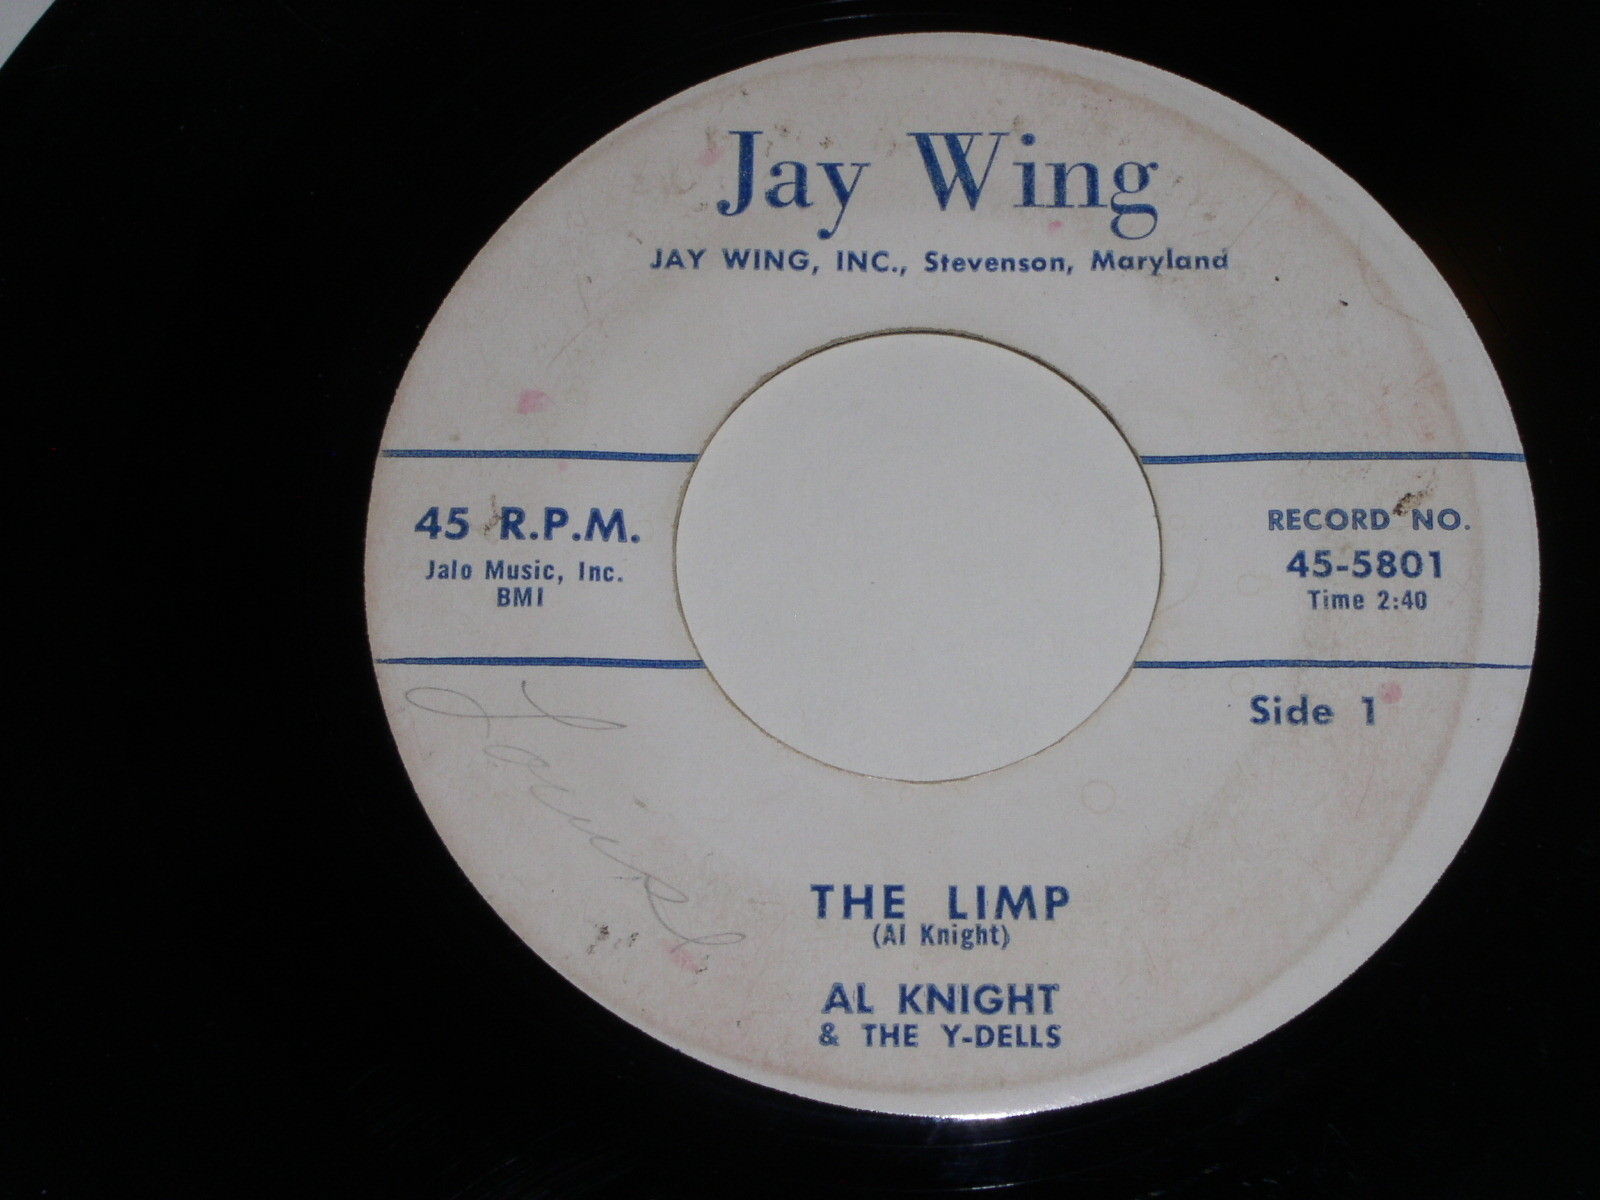 Jay Wing
JAY WING, INC., Stevenson, Maryland
45 R.P.M.
Jalo Music, Inc.
BMI
RECORD NO.
45-5801
Time 2:40
Side 1
THE LIMP
(Al Knight)
AL KNIGHT
& THE Y-DELLS